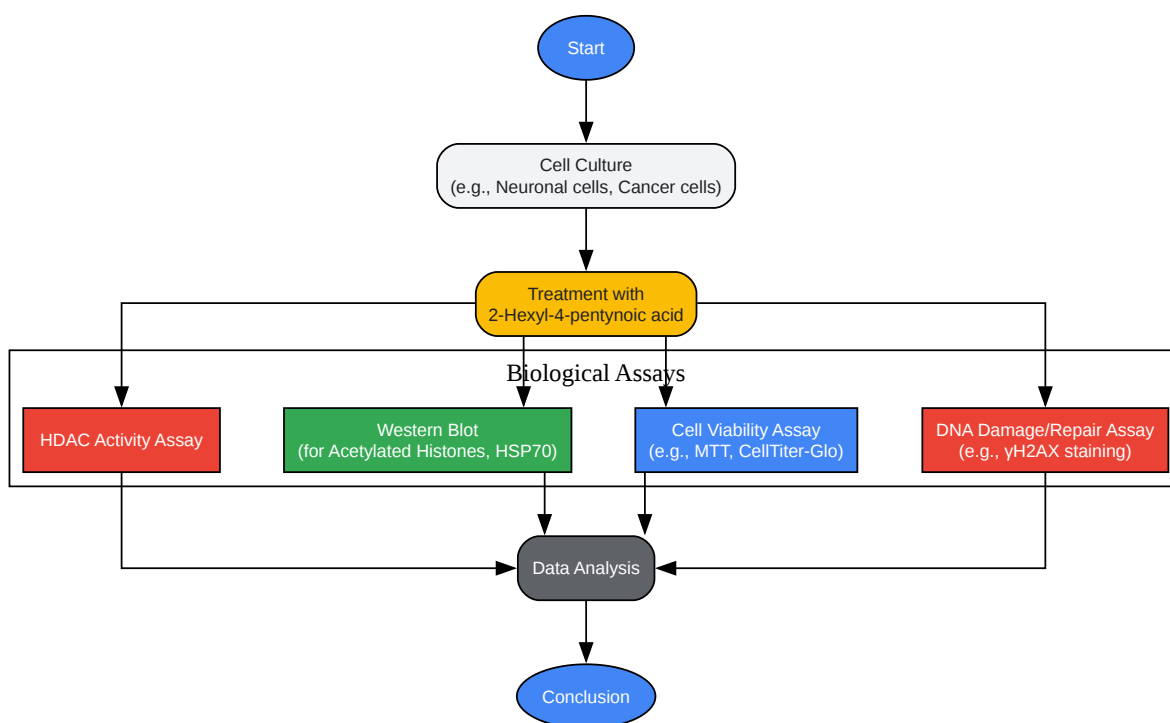 Start
Cell Culture
(e.g., Neuronal cells, Cancer cells)
Treatment with
2-Hexyl-4-pentynoic acid
Biological Assays
HDAC Activity Assay
Western Blot
(for Acetylated Histones, HSP70)
Cell Viability Assay
(e.g., MTT, CellTiter-Glo)
DNA Damage/Repair Assay
(e.g., γH2AX staining)
Data Analysis
Conclusion